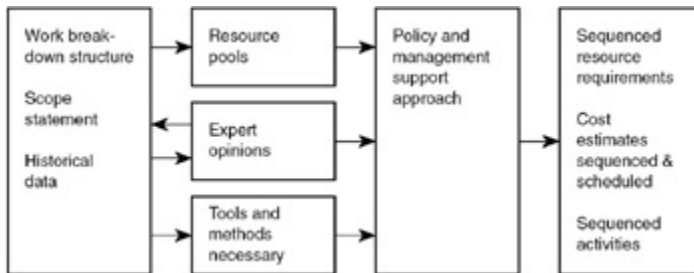 Work break-
down structure
Scope
statement
Historical
data
Resource
pools
Expert
opinions
Tools and
methods
necessary
Policy and
management
support
approach
Sequenced
resource
requirements
Cost
estimates
sequenced &
scheduled
Sequenced
activities